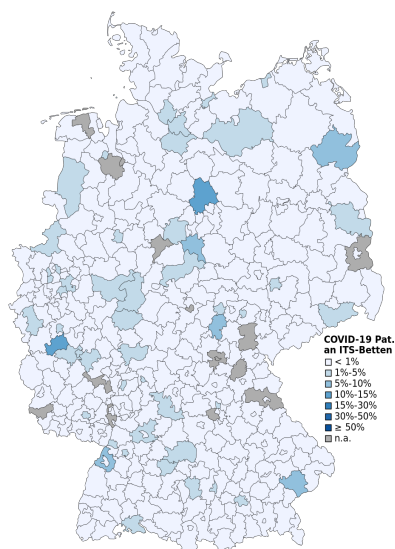 COVID-19 Pat.
an ITS-Betten
< 1%
1%-5%
5%-10%
10%-15%
15%-30%
30%-50%
≥ 50%
n.a.